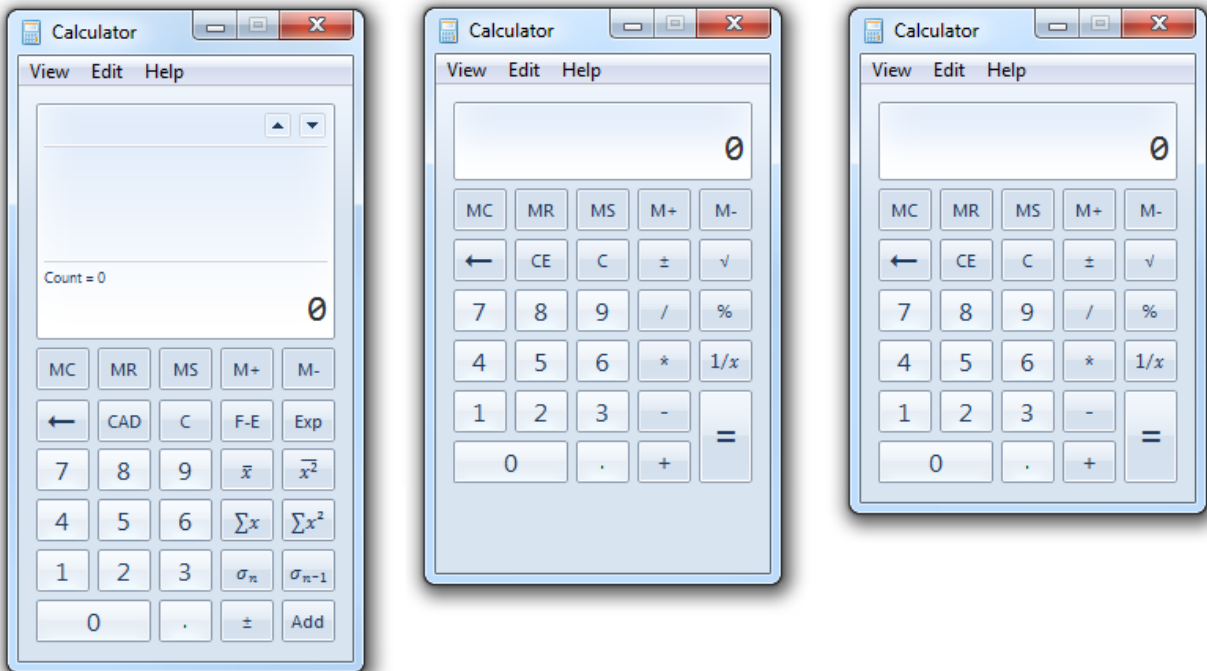 Calculator
View Edit Help
Count = 0
0
MC MR MS M+ M-
← CAD C F-E Exp
7 8 9 x̅ x̅²
4 5 6 ∑x ∑x²
1 2 3 σₙ σₙ₋₁
0 . ± Add
Calculator
View Edit Help
0
MC MR MS M+ M-
← CE C ± √
7 8 9 / %
4 5 6 * 1/x
1 2 3 - =
0 . +
Calculator
View Edit Help
0
MC MR MS M+ M-
← CE C ± √
7 8 9 / %
4 5 6 * 1/x
1 2 3 - =
0 . +